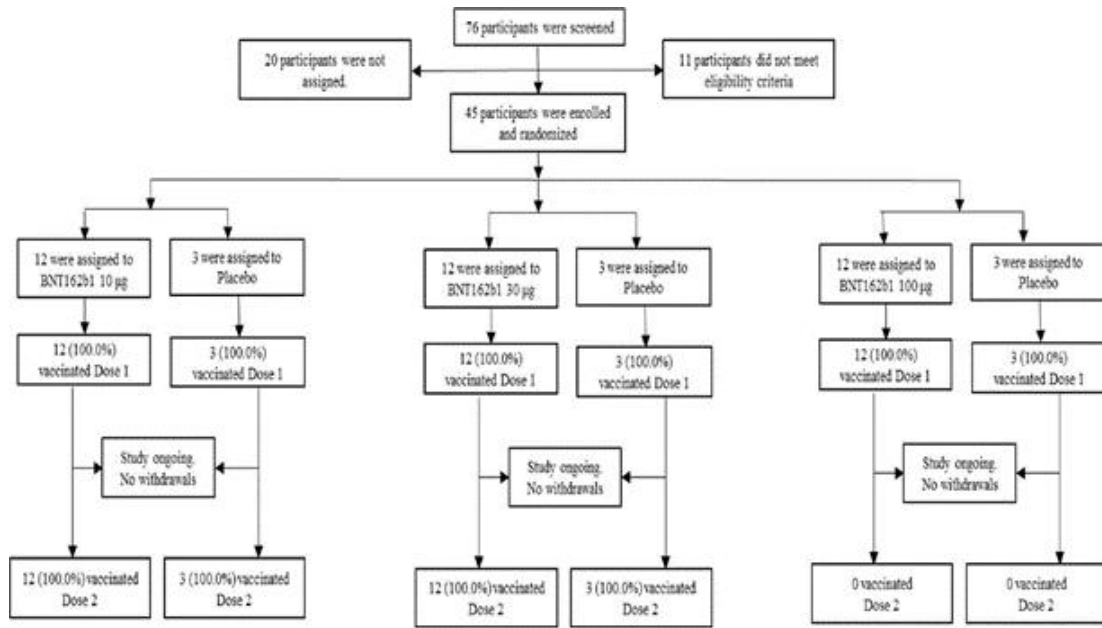 76 participants were screened
20 participants were not
assigned.
11 participants did not meet
eligibility criteria
45 participants were enrolled
and randomized
12 were assigned to
BNT162b1 10 µg
3 were assigned to
Placebo
12 were assigned to
BNT162b1 30 µg
3 were assigned to
Placebo
12 were assigned to
BNT162b1 100 µg
3 were assigned to
Placebo
12 (100.0%)
vaccinated Dose 1
3 (100.0%)
vaccinated Dose 1
12 (100.0%)
vaccinated Dose 1
3 (100.0%)
vaccinated Dose 1
12 (100.0%)
vaccinated Dose 1
3 (100.0%)
vaccinated Dose 1
Study ongoing.
No withdrawals
Study ongoing.
No withdrawals
Study ongoing.
No withdrawals
12 (100.0%) vaccinated
Dose 2
3 (100.0%) vaccinated
Dose 2
12 (100.0%) vaccinated
Dose 2
3 (100.0%) vaccinated
Dose 2
0 vaccinated
Dose 2
0 vaccinated
Dose 2